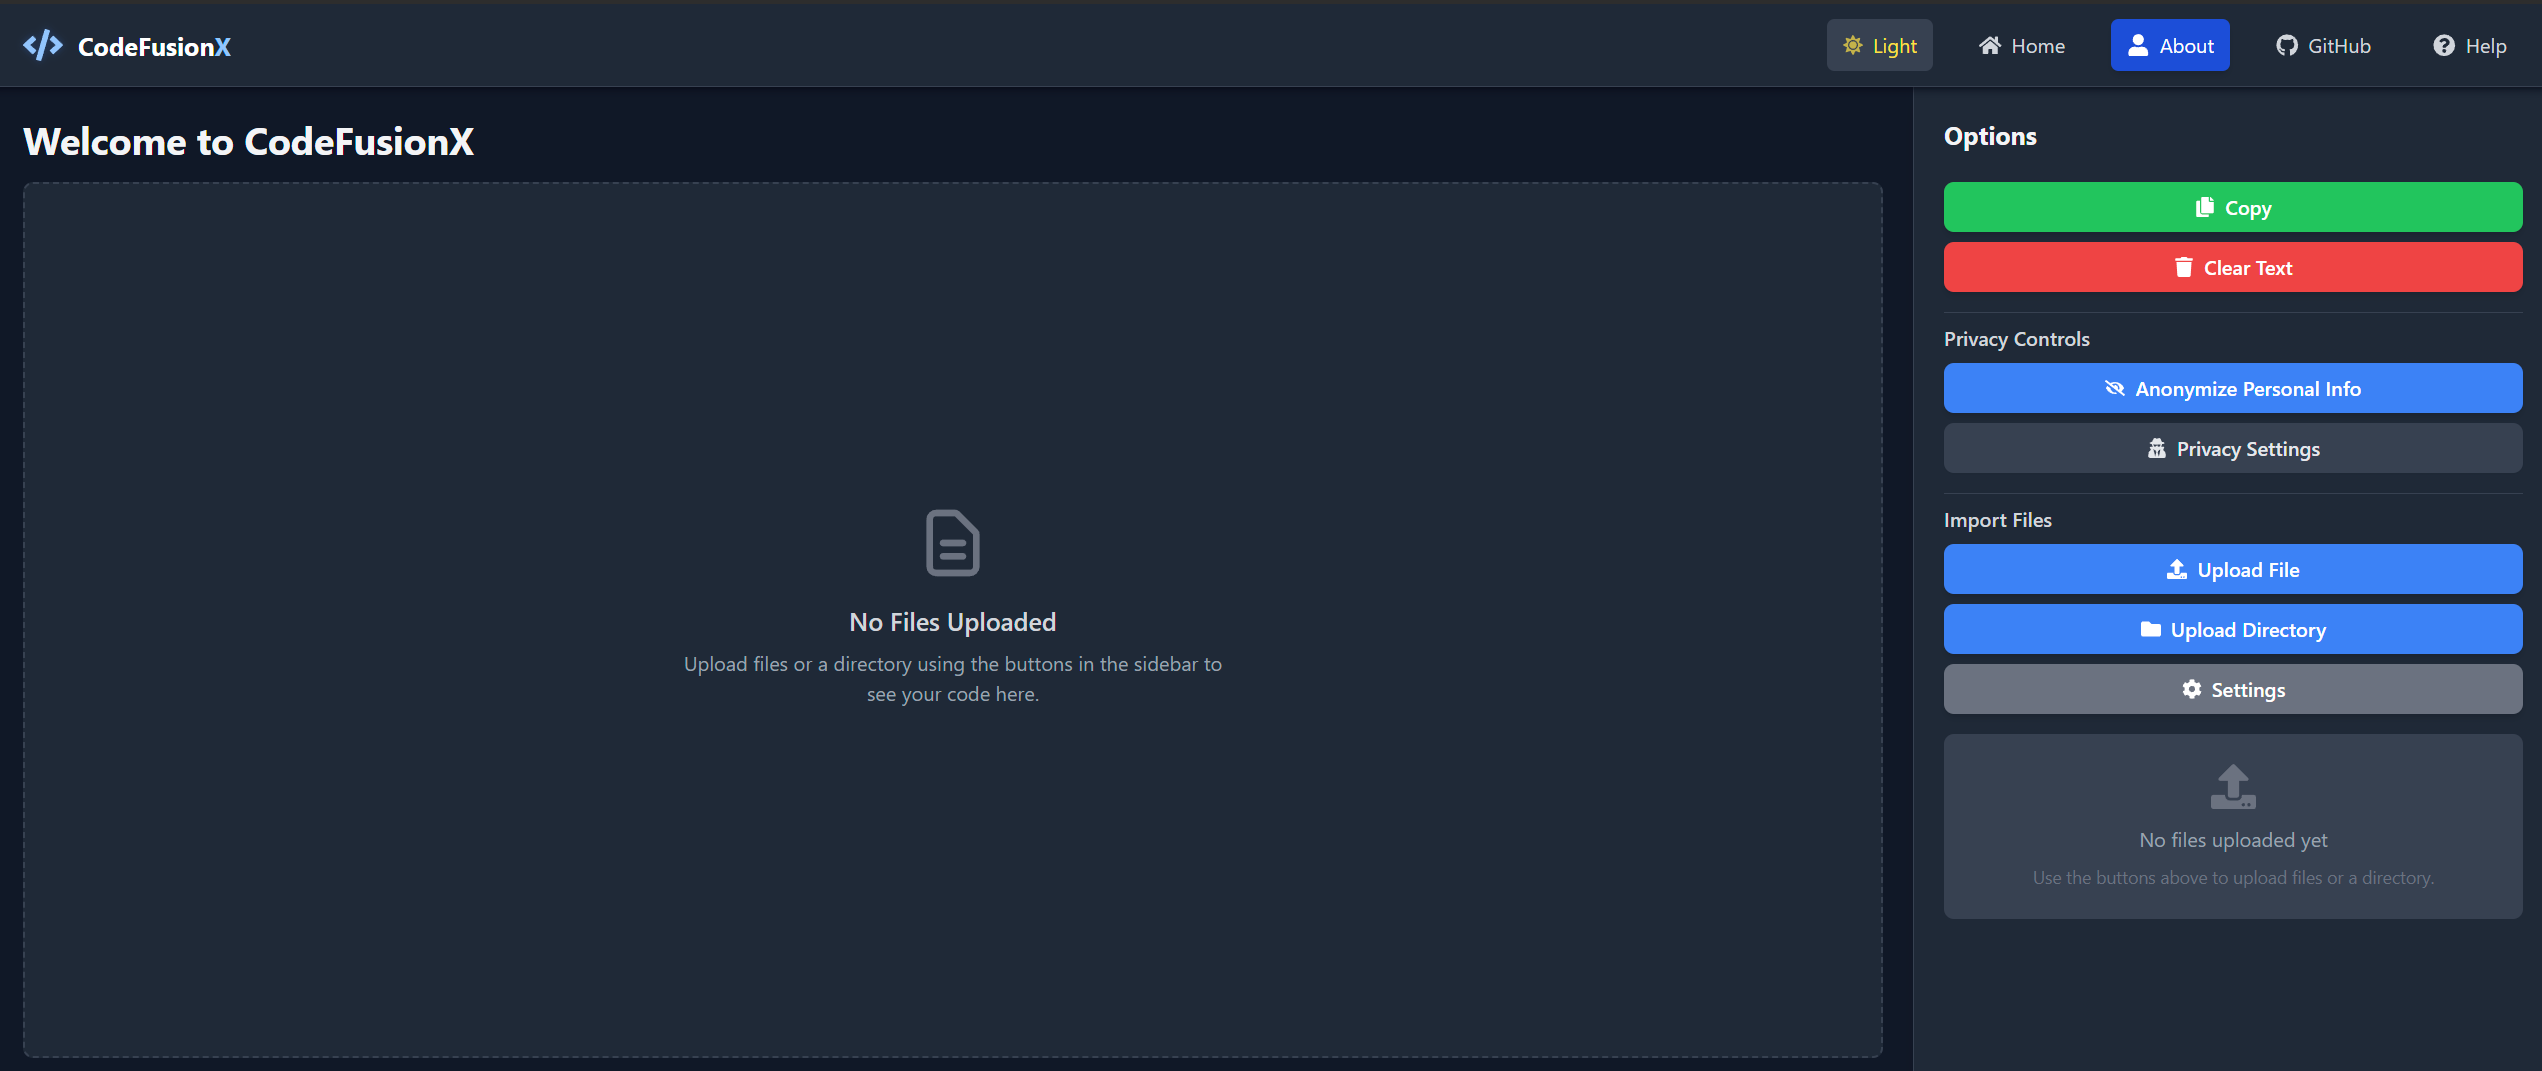 CodeFusionX
Light
Home
About
GitHub
Help
Welcome to CodeFusionX
No Files Uploaded
Upload files or a directory using the buttons in the sidebar to
see your code here.
Options
Copy
Clear Text
Privacy Controls
Anonymize Personal Info
Privacy Settings
Import Files
Upload File
Upload Directory
Settings
No files uploaded yet
Use the buttons above to upload files or a directory.